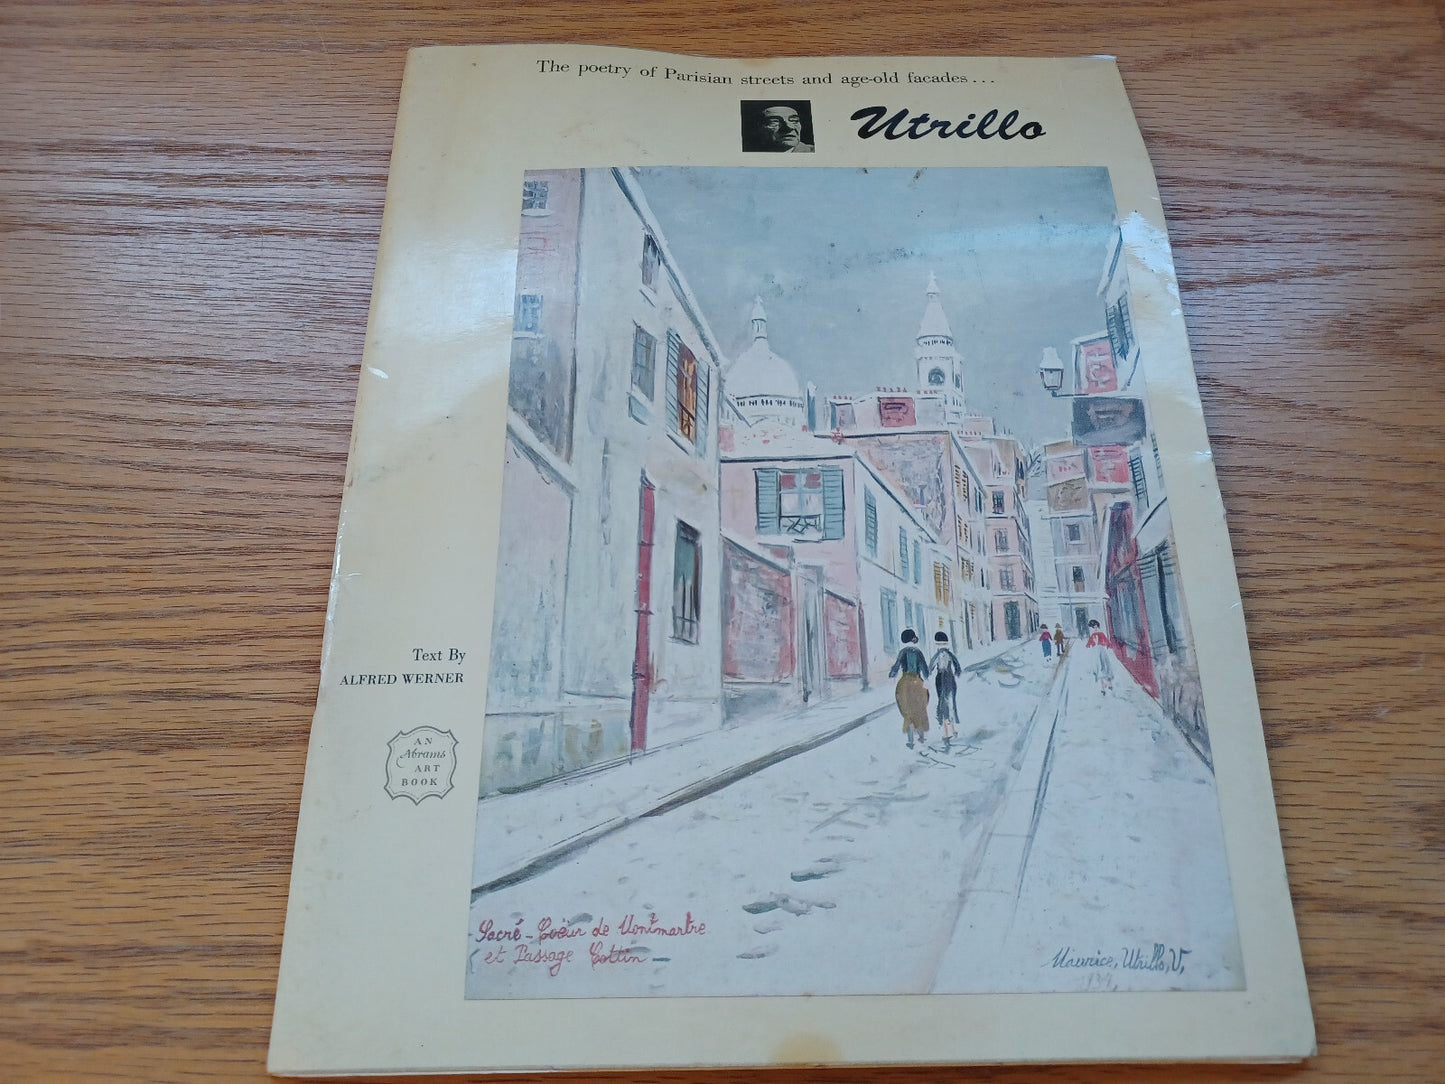 The poetry of Parisian streets and age-old facades...
Utrillo
Text By
ALFRED WERNER
AN
Abrams
ART
BOOK
Sacré-Coeur de Montmartre
et Passage Cottin -
Maurice, Utrillo, V,